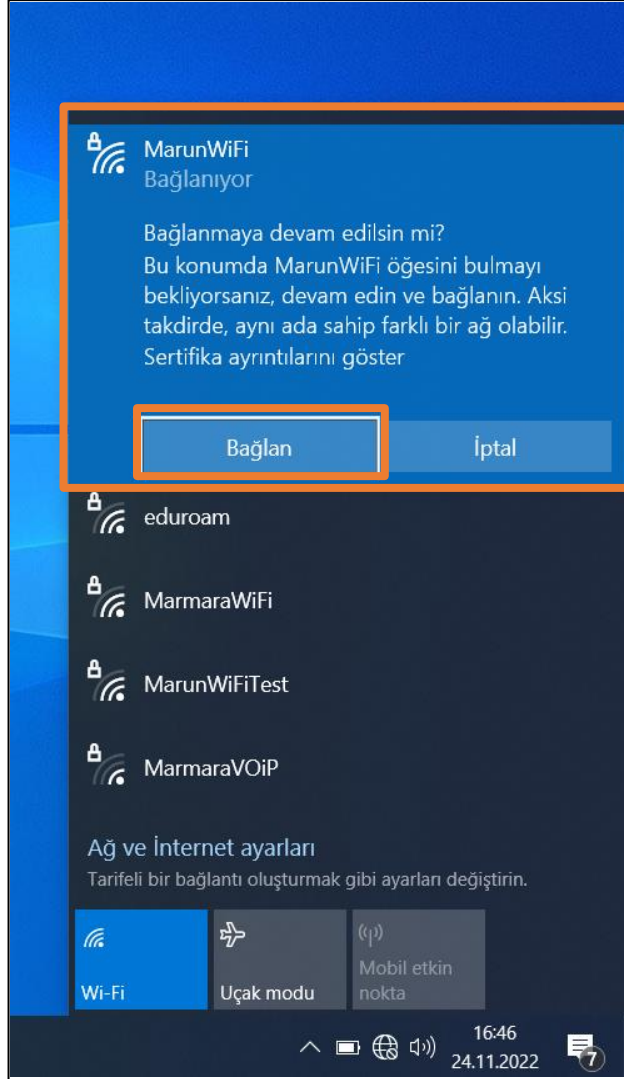 MarunWiFi
Bağlanıyor
Bağlanmaya devam edilsin mi?
Bu konumda MarunWiFi öğesini bulmayı
bekliyorsanız, devam edin ve bağlanın. Aksi
takdirde, aynı ada sahip farklı bir ağ olabilir.
Sertifika ayrıntılarını göster
Bağlan
İptal
eduroam
MarmaraWiFi
MarunWiFiTest
MarmaraVOiP
Ağ ve İnternet ayarları
Tarifeli bir bağlantı oluşturmak gibi ayarları değiştirin.
Wi-Fi
Uçak modu
Mobil etkin
nokta
16:46
24.11.2022
7